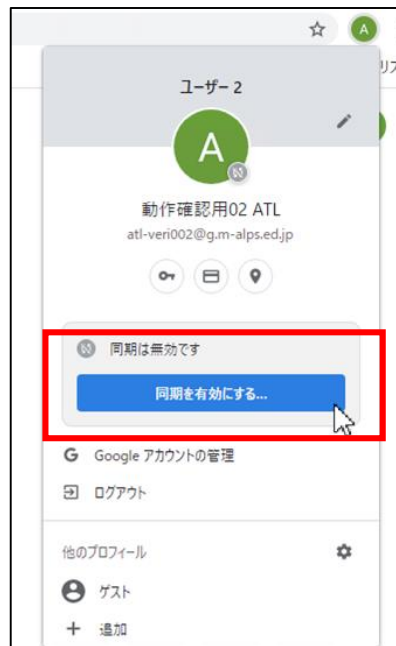 A
ユーザー 2
A
動作確認用02 ATL
atl-veri002@g.m-alps.ed.jp
同期は無効です
同期を有効にする...
G Google アカウントの管理
ログアウト
他のプロフィール
ゲスト
+ 追加